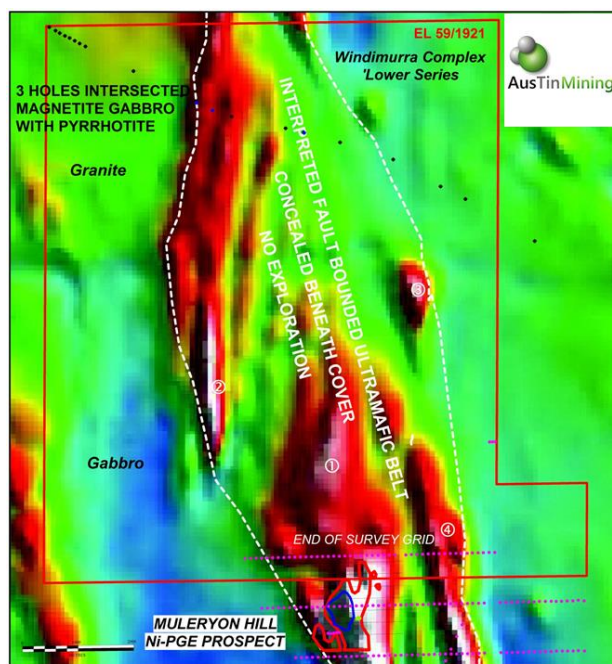 EL 59/1921
Windimurra Complex
'Lower Series'
AusTinMining
3 HOLES INTERSECTED
MAGNETITE GABBRO
WITH PYRRHOTITE
Granite
INTERPRETED FAULT BOUNDED ULTRAMAFIC BELT
CONCEALED BENEATH COVER
NO EXPLORATION
3
2
Gabbro
1
4
END OF SURVEY GRID
MULERYON HILL
Ni-PGE PROSPECT